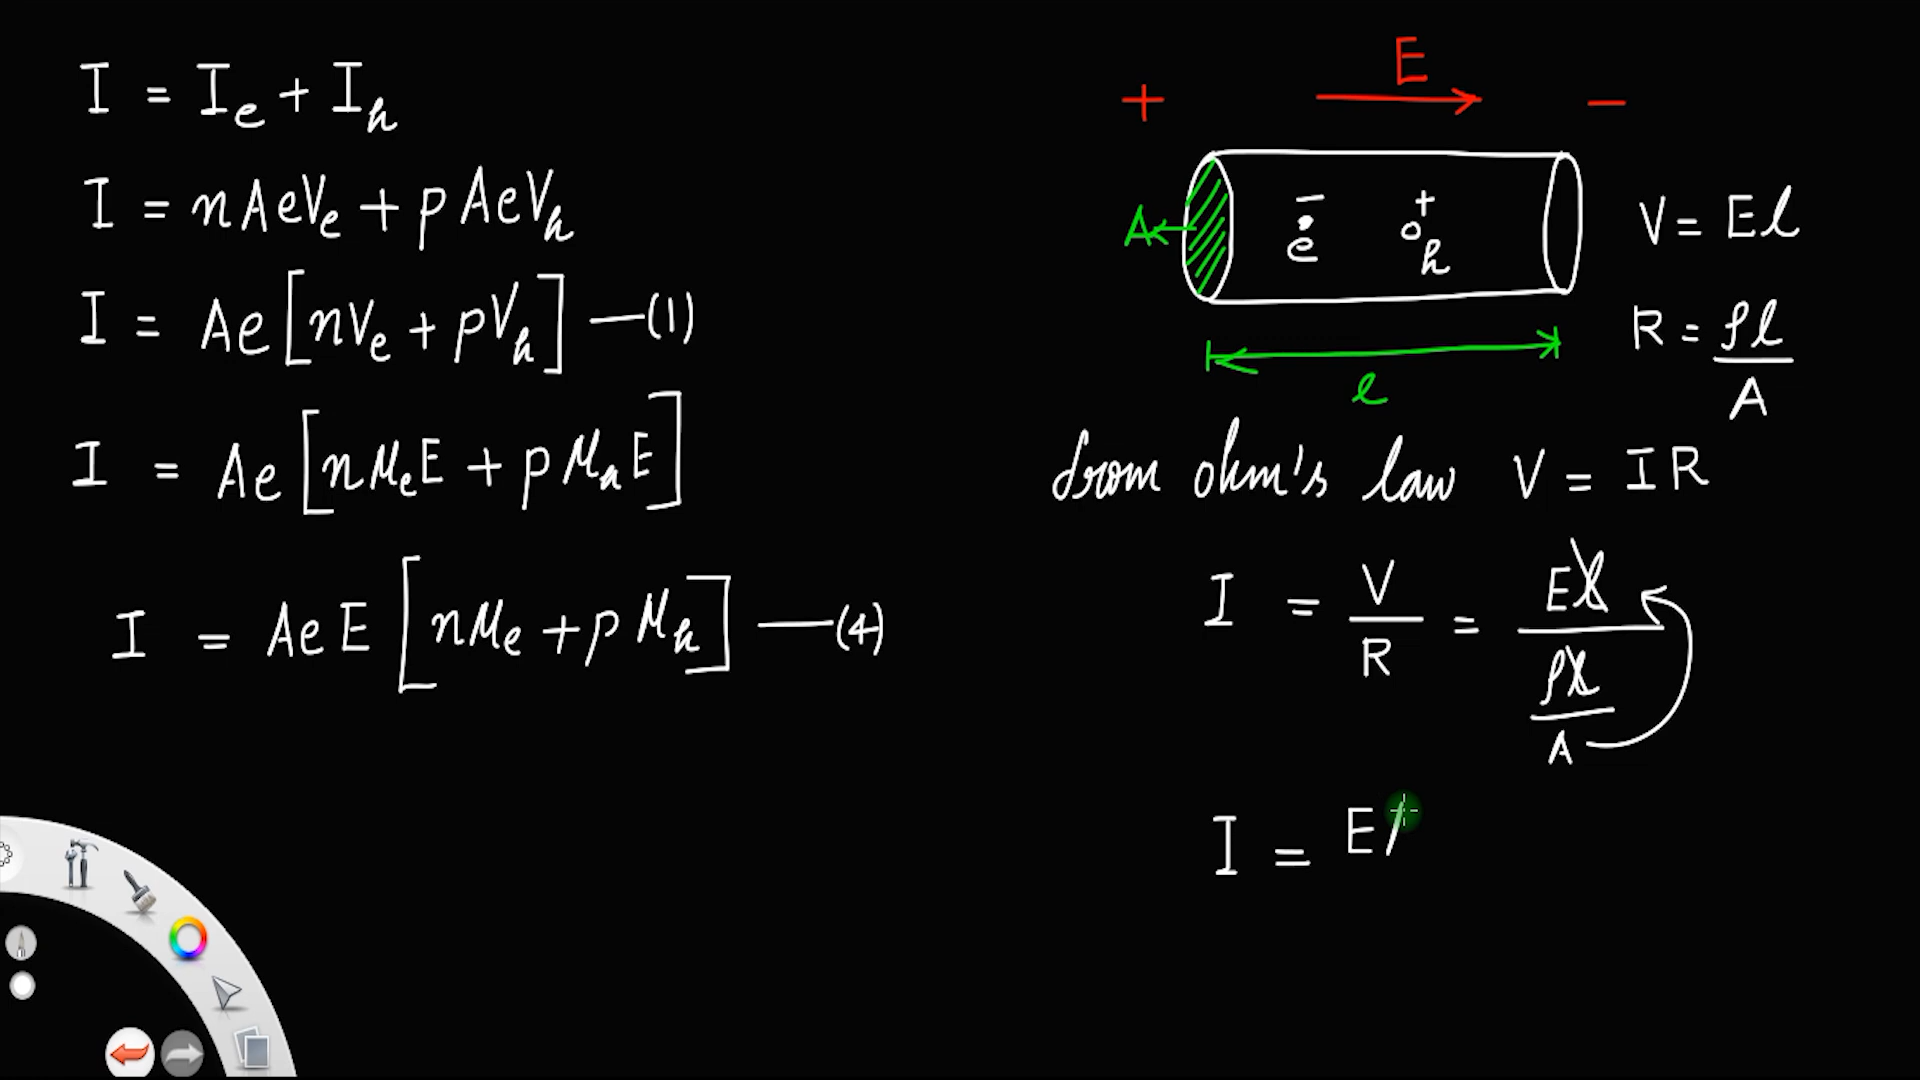 I = Iₑ + Iₕ
I = nAeVₑ + pAeVₕ
I = Ae[nVₑ + pVₕ] —(1)
I = Ae[nμₑE + pμₕE]
I = AeE[nμₑ + pμₕ] —(4)
E
+ → −
A
e −
h +
l
V = El
R = ρl/A
from ohm's law V = IR
I = V/R = El/(ρl/A)
I = E